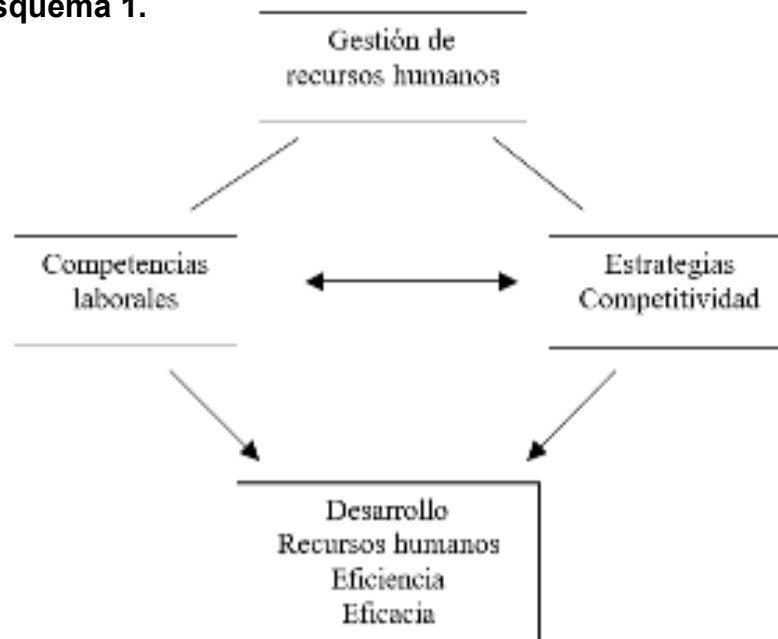 squema 1.
Gestión de
recursos humanos
Competencias
laborales
Estrategias
Competitividad
Desarrollo
Recursos humanos
Eficiencia
Eficacia